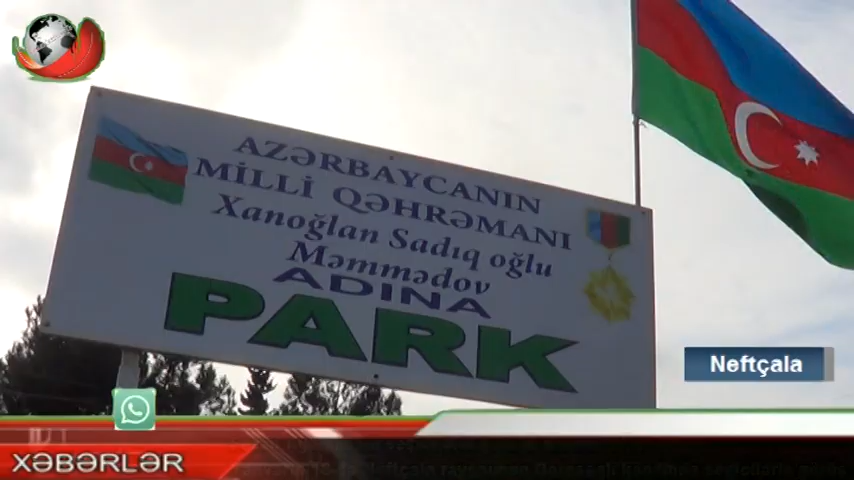 AZƏRBAYCANIN
MİLLİ QƏHRƏMANI
Xanoğlan Sadıq oğlu
Məmmədov
ADINA
PARK
Neftçala
XƏBƏRLƏR